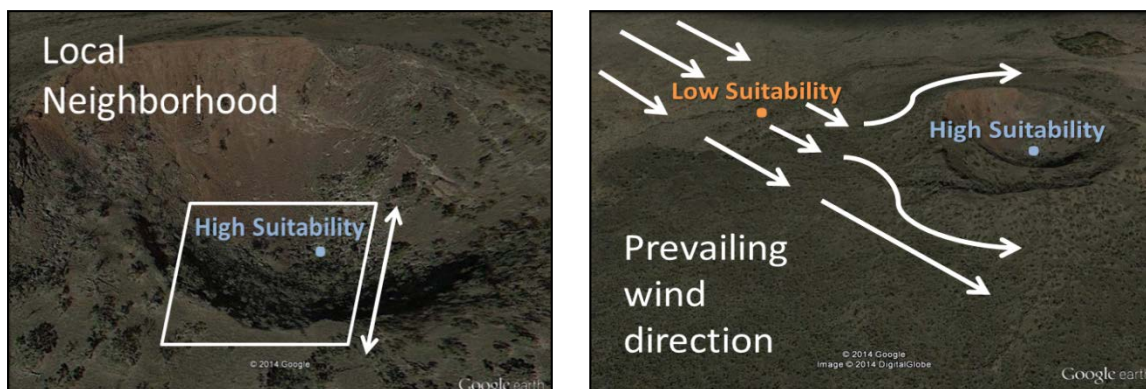 Local
Neighborhood
High Suitability
© 2014 Google
Google earth
Low Suitability
High Suitability
Prevailing
wind
direction
© 2014 Google
Image © 2014 DigitalGlobe
Google earth